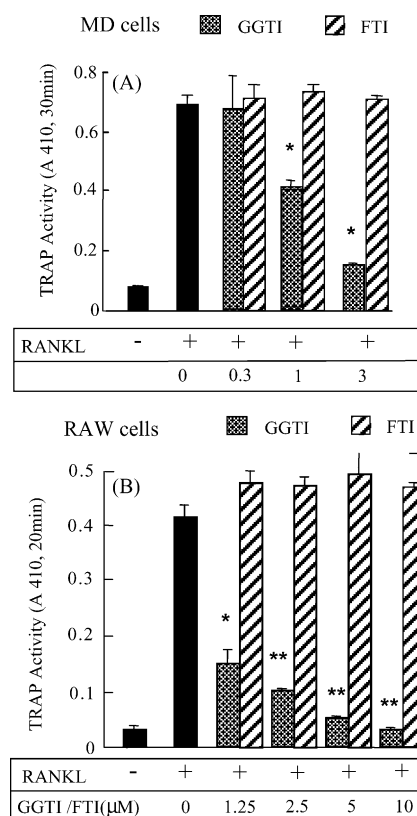 MD cells GGTI FTI
(A)
TRAP Activity (A 410, 30min)
0.8
0.6
0.4
0.2
0
*
*
RANKL - + + + +
0 0.3 1 3
RAW cells GGTI FTI
(B)
TRAP Activity (A 410, 20min)
0.5
0.4
0.3
0.2
0.1
0
*
**
**
**
RANKL - + + + + +
GGTI /FTI(μM) 0 1.25 2.5 5 10